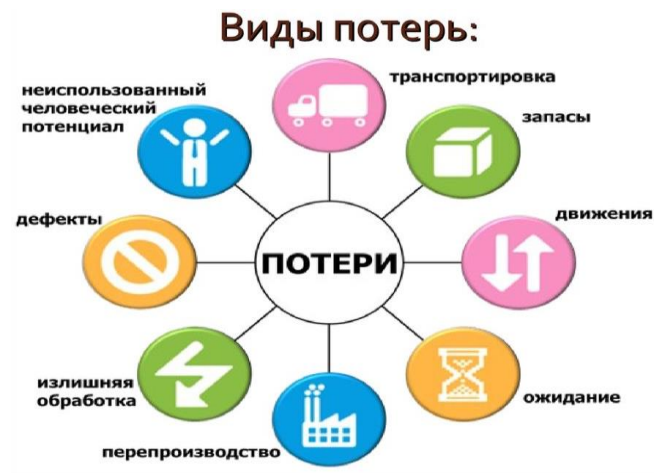 Виды потерь:
транспортировка
запасы
движения
ожидание
перепроизводство
излишняя
обработка
дефекты
неиспользованный
человеческий
потенциал
ПОТЕРИ